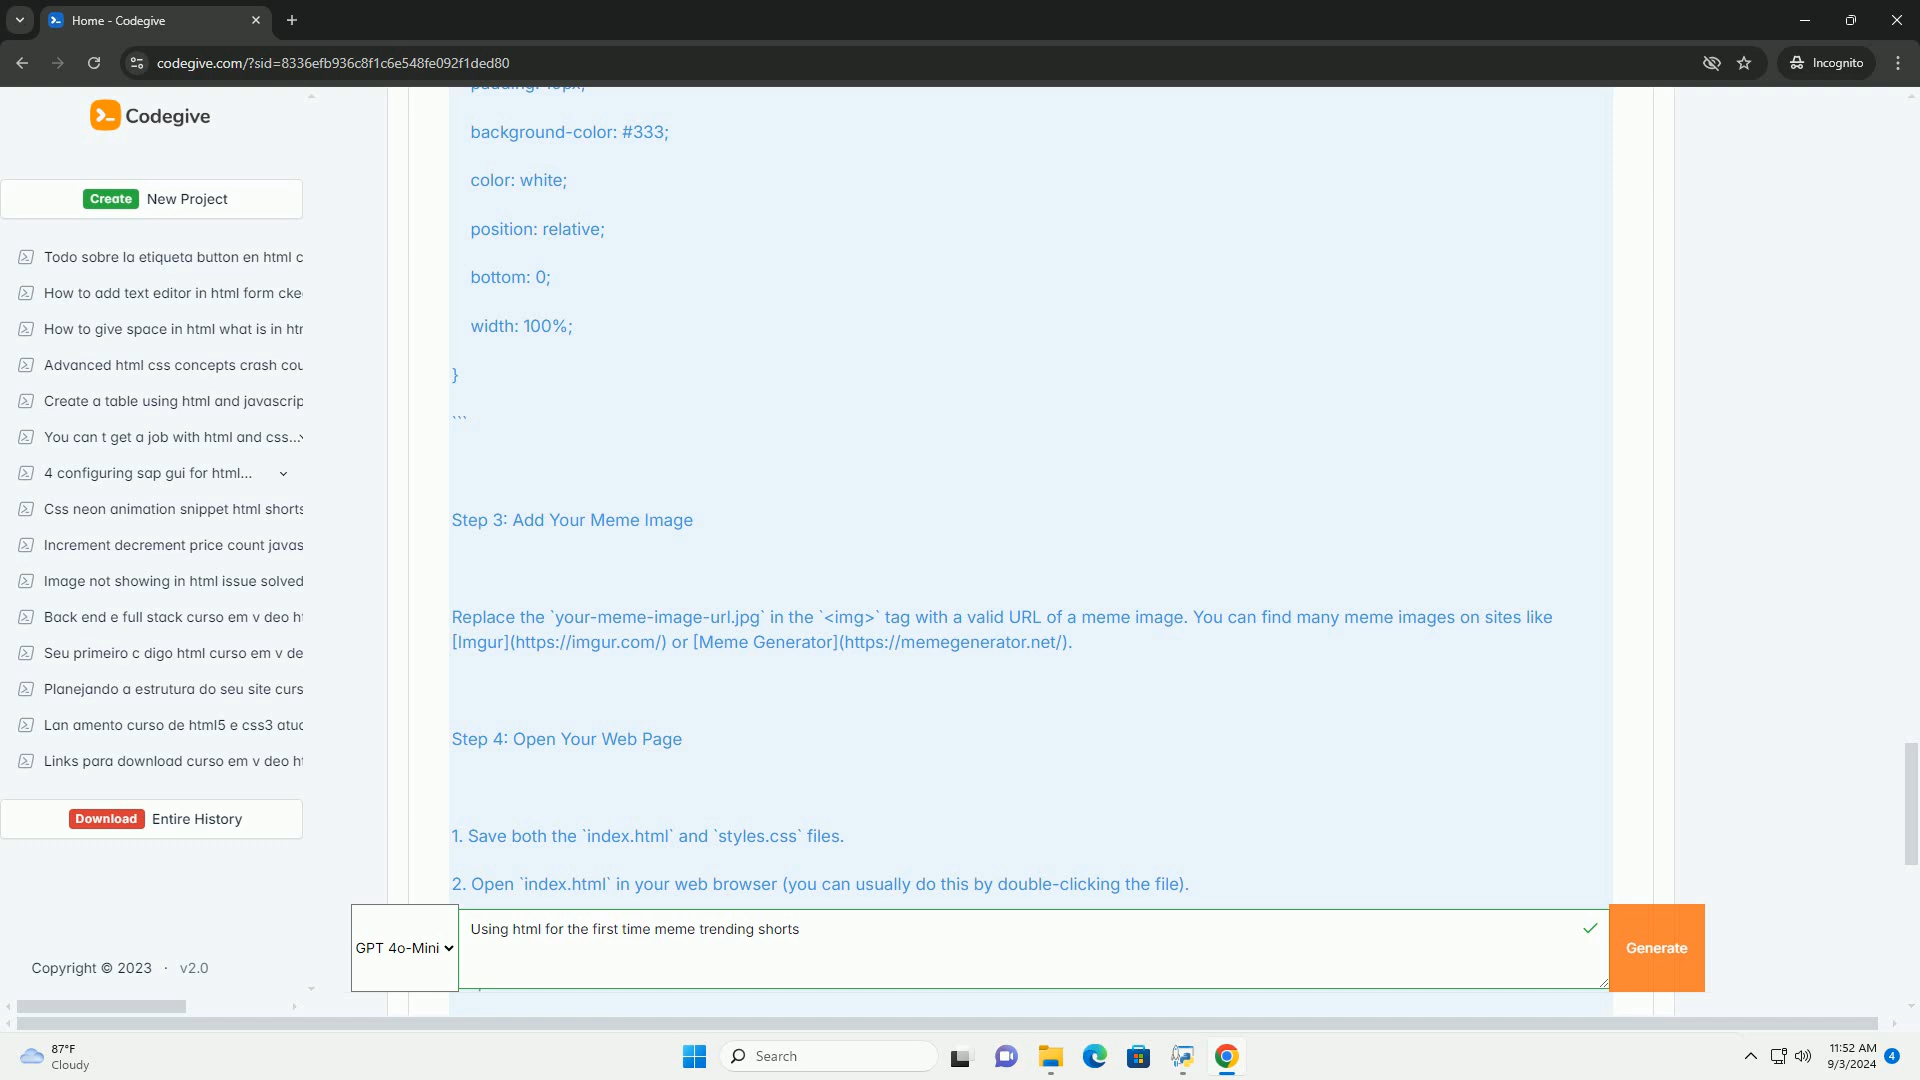 Home - Codegive
codegive.com/?sid=8336efb936c8f1c6e548fe092f1ded80
Incognito
Codegive
Create New Project
Todo sobre la etiqueta button en html c
How to add text editor in html form cke
How to give space in html what is in htm
Advanced html css concepts crash cou
Create a table using html and javascrip
You can t get a job with html and css...
4 configuring sap gui for html...
Css neon animation snippet html shorts
Increment decrement price count javas
Image not showing in html issue solved
Back end e full stack curso em v deo ht
Seu primeiro c digo html curso em v de
Planejando a estrutura do seu site curs
Lan amento curso de html5 e css3 atua
Links para download curso em v deo ht
Download Entire History
Copyright © 2023 · v2.0
background-color: #333;
color: white;
position: relative;
bottom: 0;
width: 100%;
}
```
Step 3: Add Your Meme Image
Replace the `your-meme-image-url.jpg` in the `<img>` tag with a valid URL of a meme image. You can find many meme images on sites like
[Imgur](https://imgur.com/) or [Meme Generator](https://memegenerator.net/).
Step 4: Open Your Web Page
1. Save both the `index.html` and `styles.css` files.
2. Open `index.html` in your web browser (you can usually do this by double-clicking the file).
GPT 4o-Mini
Using html for the first time meme trending shorts
Generate
87°F
Cloudy
Search
11:52 AM
9/3/2024
4